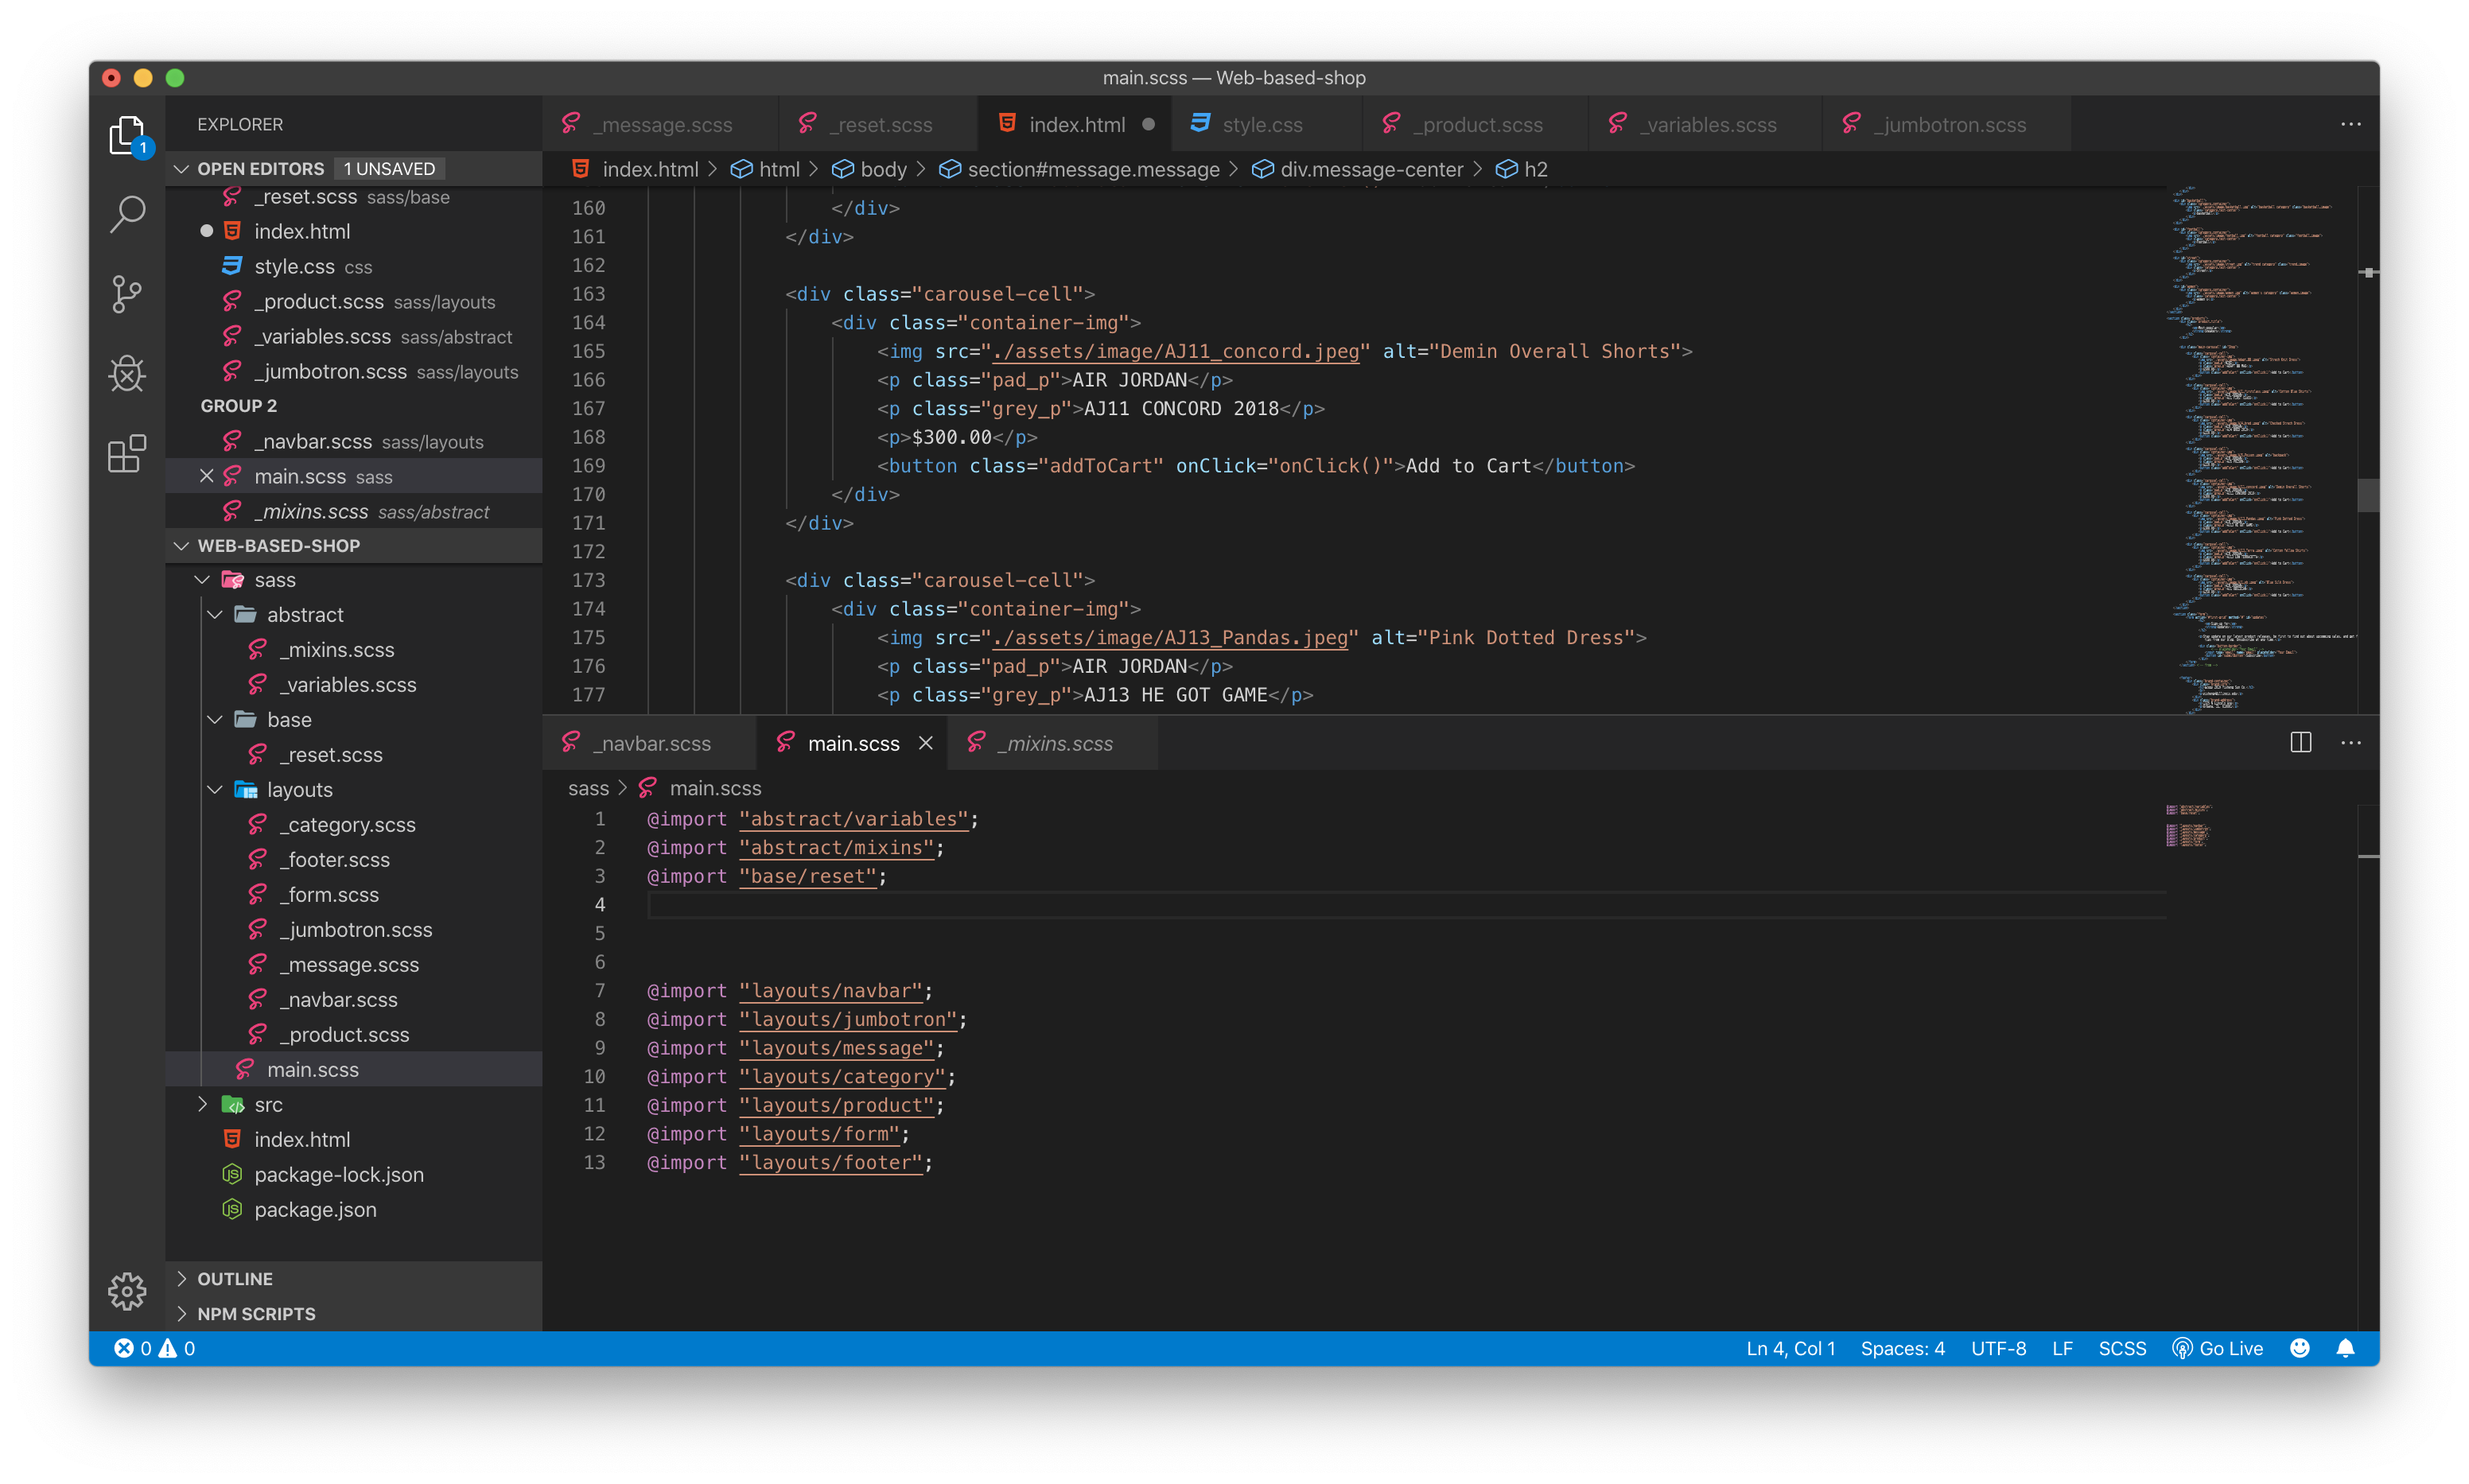 main.scss — Web-based-shop
EXPLORER
OPEN EDITORS 1 UNSAVED
_reset.scss sass/base
index.html
style.css css
_product.scss sass/layouts
_variables.scss sass/abstract
_jumbotron.scss sass/layouts
GROUP 2
_navbar.scss sass/layouts
main.scss sass
_mixins.scss sass/abstract
WEB-BASED-SHOP
sass
abstract
_mixins.scss
_variables.scss
base
_reset.scss
layouts
_category.scss
_footer.scss
_form.scss
_jumbotron.scss
_message.scss
_navbar.scss
_product.scss
main.scss
src
index.html
package-lock.json
package.json
OUTLINE
NPM SCRIPTS
1
_message.scss _reset.scss index.html style.css _product.scss _variables.scss _jumbotron.scss
index.html > html > body > section#message.message > div.message-center > h2
160 </div>
161 </div>
162
163 <div class="carousel-cell">
164 <div class="container-img">
165 <img src="./assets/image/AJ11_concord.jpeg" alt="Demin Overall Shorts">
166 <p class="pad_p">AIR JORDAN</p>
167 <p class="grey_p">AJ11 CONCORD 2018</p>
168 <p>$300.00</p>
169 <button class="addToCart" onClick="onClick()">Add to Cart</button>
170 </div>
171 </div>
172
173 <div class="carousel-cell">
174 <div class="container-img">
175 <img src="./assets/image/AJ13_Pandas.jpeg" alt="Pink Dotted Dress">
176 <p class="pad_p">AIR JORDAN</p>
177 <p class="grey_p">AJ13 HE GOT GAME</p>
_navbar.scss main.scss _mixins.scss
sass > main.scss
1 @import "abstract/variables";
2 @import "abstract/mixins";
3 @import "base/reset";
4
5
6
7 @import "layouts/navbar";
8 @import "layouts/jumbotron";
9 @import "layouts/message";
10 @import "layouts/category";
11 @import "layouts/product";
12 @import "layouts/form";
13 @import "layouts/footer";
0 0 Ln 4, Col 1 Spaces: 4 UTF-8 LF SCSS Go Live